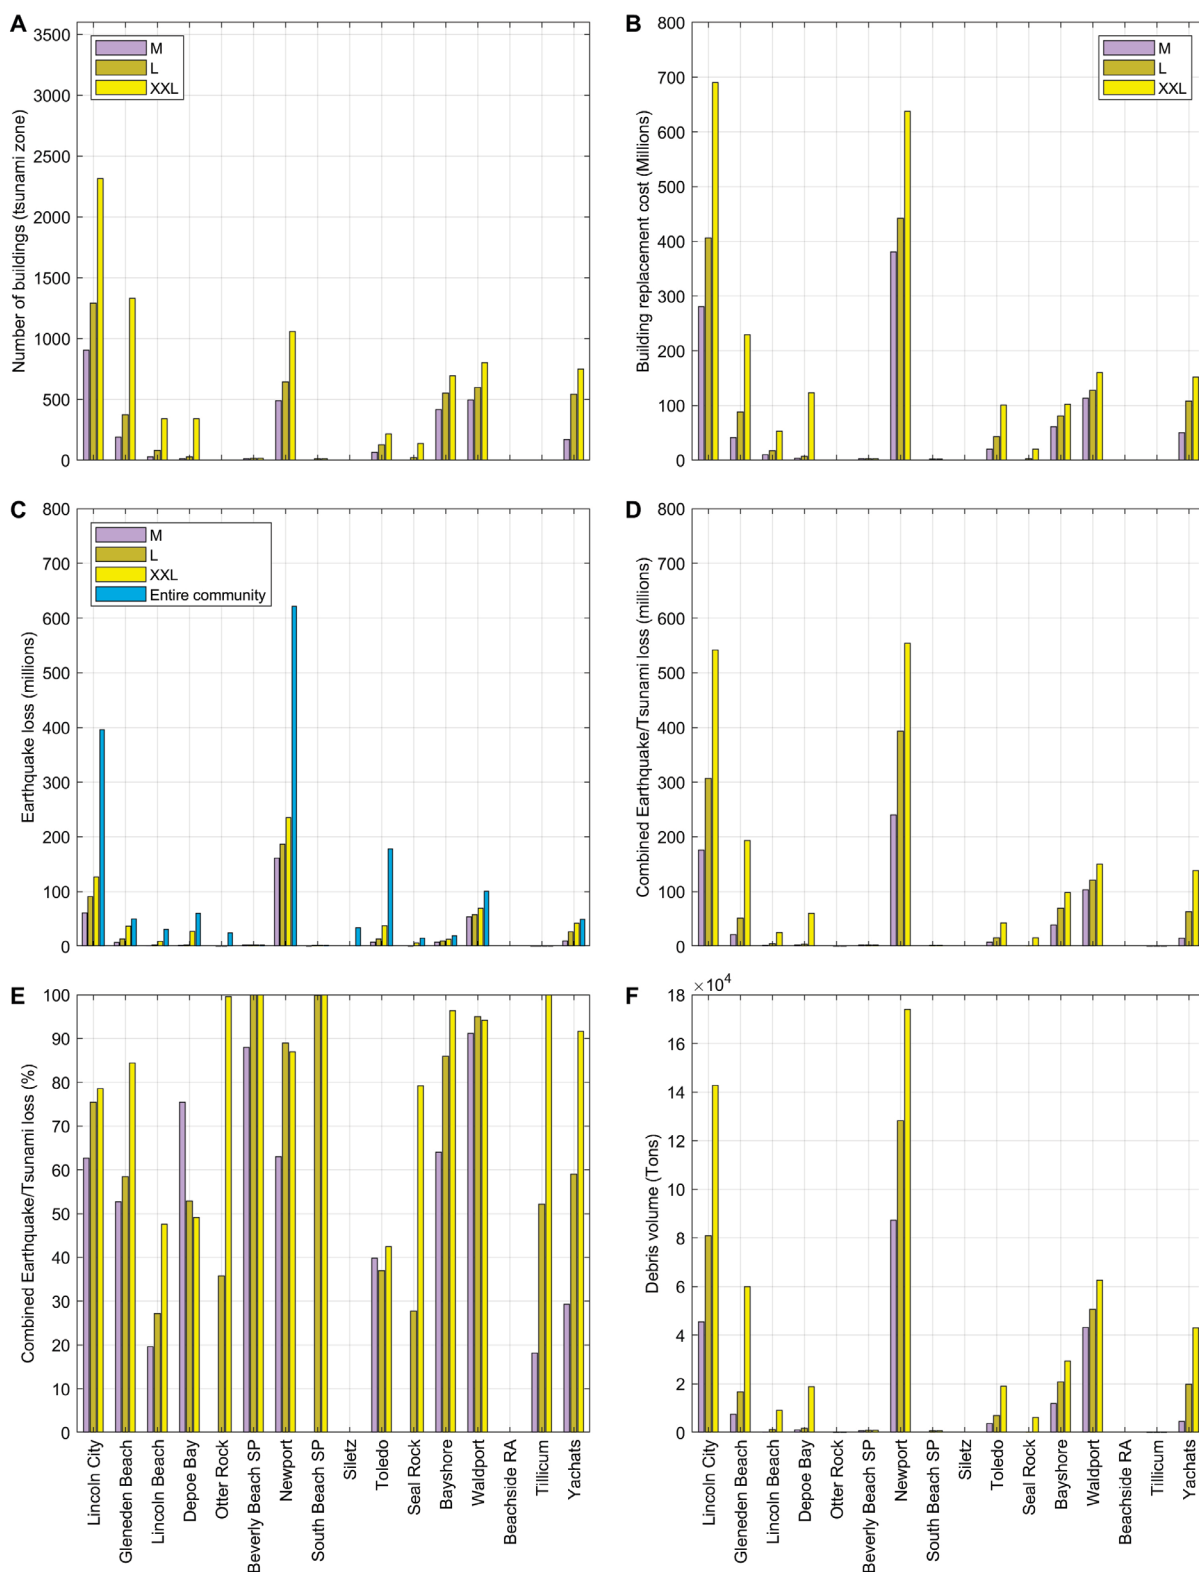 A
Number of buildings (tsunami zone)
3500
3000
2500
2000
1500
1000
500
0
M
L
XXL
B
Building replacement cost (Millions)
800
700
600
500
400
300
200
100
0
M
L
XXL
C
Earthquake loss (millions)
800
700
600
500
400
300
200
100
0
M
L
XXL
Entire community
D
Combined Earthquake/Tsunami loss (millions)
800
700
600
500
400
300
200
100
0
E
Combined Earthquake/Tsunami loss (%)
100
90
80
70
60
50
40
30
20
10
0
Lincoln City
Gleneden Beach
Lincoln Beach
Depoe Bay
Otter Rock
Beverly Beach SP
Newport
South Beach SP
Siletz
Toledo
Seal Rock
Bayshore
Waldport
Beachside RA
Tillicum
Yachats
F
×10⁴
Debris volume (Tons)
18
16
14
12
10
8
6
4
2
0
Lincoln City
Gleneden Beach
Lincoln Beach
Depoe Bay
Otter Rock
Beverly Beach SP
Newport
South Beach SP
Siletz
Toledo
Seal Rock
Bayshore
Waldport
Beachside RA
Tillicum
Yachats